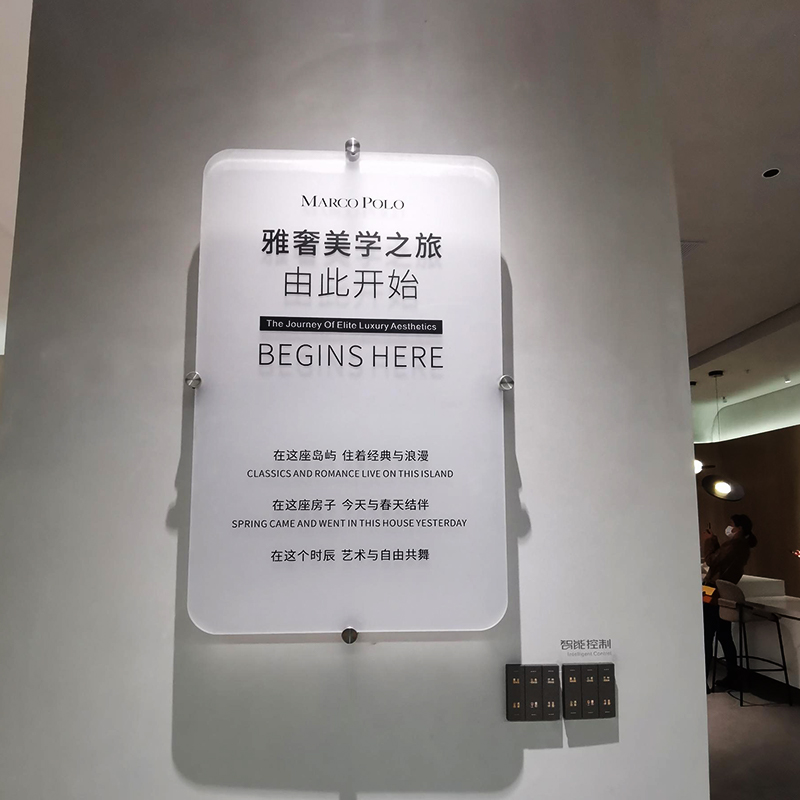 MARCO POLO
雅奢美学之旅
由此开始
The Journey Of Elite Luxury Aesthetics
BEGINS HERE
在这座岛屿 住着经典与浪漫
CLASSICS AND ROMANCE LIVE ON THIS ISLAND
在这座房子 今天与春天结伴
SPRING CAME AND WENT IN THIS HOUSE YESTERDAY
在这个时辰 艺术与自由共舞
智能控制
Intelligent Control